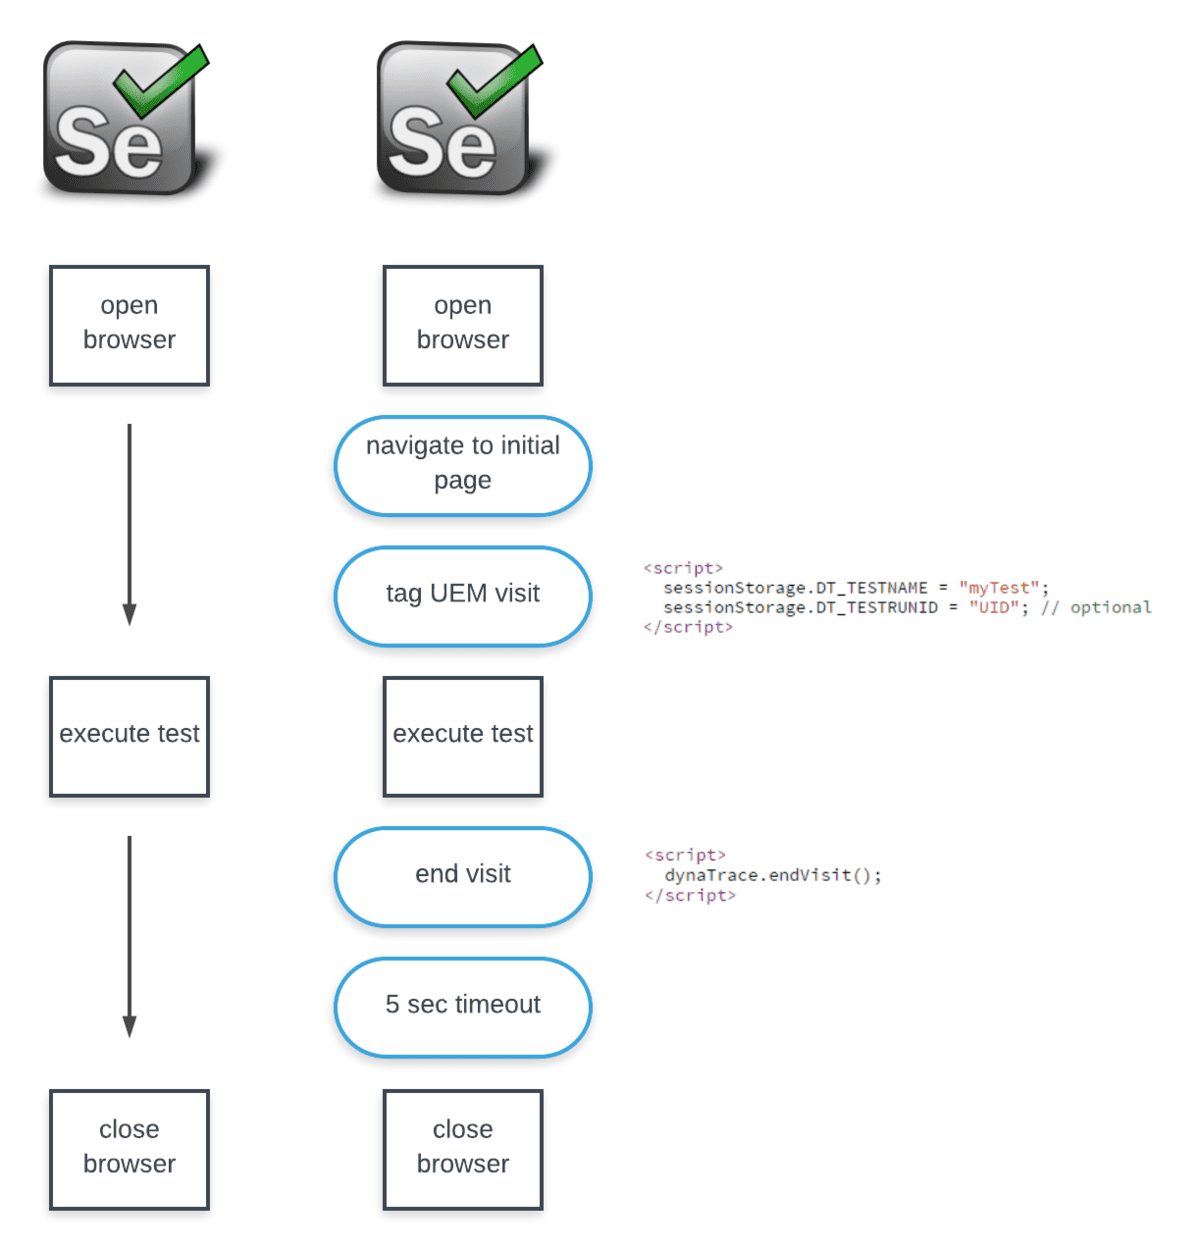 Se
Se
open
browser
open
browser
navigate to initial
page
tag UEM visit
<script>
sessionStorage.DT_TESTNAME = "myTest";
sessionStorage.DT_TESTRUNID = "UID"; // optional
</script>
execute test
execute test
end visit
<script>
dynaTrace.endVisit();
</script>
5 sec timeout
close
browser
close
browser